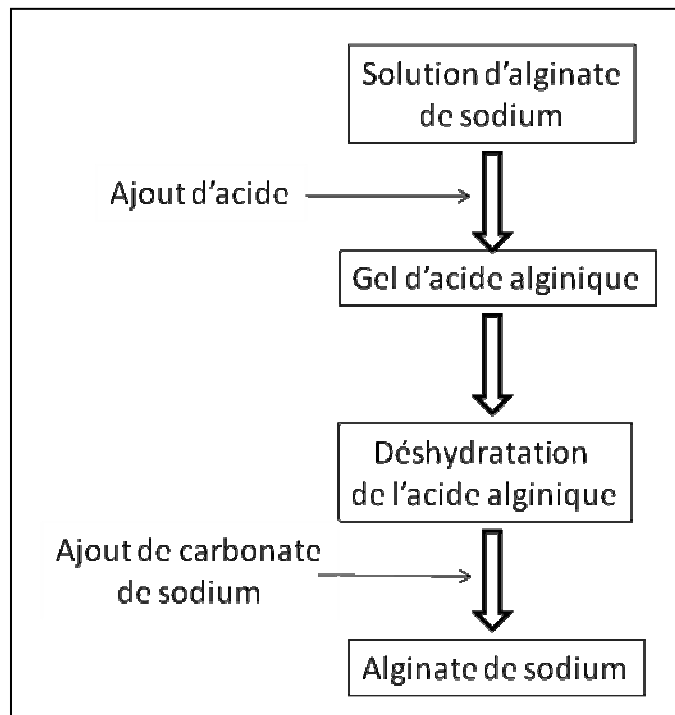 Solution d'alginate
de sodium
Ajout d'acide
Gel d'acide alginique
Déshydratation
de l'acide alginique
Ajout de carbonate
de sodium
Alginate de sodium